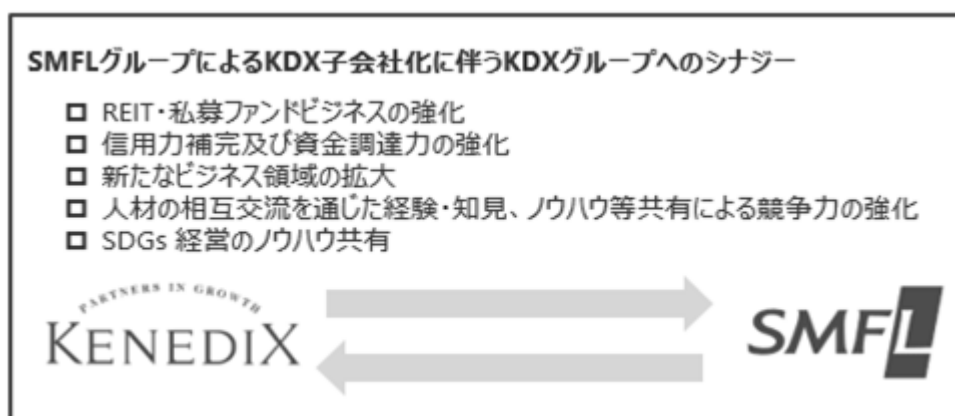 SMFLグループによるKDX子会社化に伴うKDXグループへのシナジー
REIT・私募ファンドビジネスの強化
信用力補完及び資金調達力の強化
新たなビジネス領域の拡大
人材の相互交流を通じた経験・知見、ノウハウ等共有による競争力の強化
SDGs 経営のノウハウ共有
PARTNERS IN GROWTH
KENEDIX
SMFL